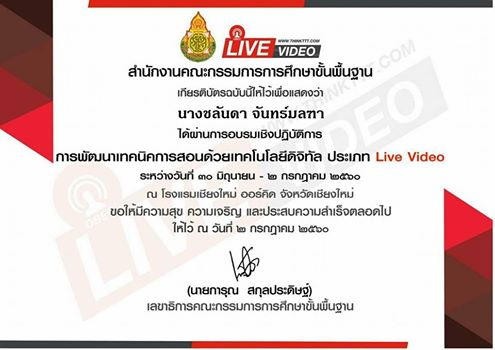 LIVE
WWW.THINKTTT.COM
VIDEO
สำนักงานคณะกรรมการการศึกษาขั้นพื้นฐาน
เกียรติบัตรฉบับนี้ให้ไว้เพื่อแสดงว่า
นางชลันดา จันทร์มลฑา
ได้ผ่านการอบรมเชิงปฏิบัติการ
การพัฒนาเทคนิคการสอนด้วยเทคโนโลยีดิจิทัล ประเภท Live Video
ระหว่างวันที่ ๓๐ มิถุนายน - ๒ กรกฎาคม ๒๕๖๐
ณ โรงแรมเชียงใหม่ ออร์คิด จังหวัดเชียงใหม่
ขอให้มีความสุข ความเจริญ และประสบความสำเร็จตลอดไป
ให้ไว้ ณ วันที่ ๒ กรกฎาคม ๒๕๖๐
(นายการุณ สกุลประดิษฐ์)
เลขาธิการคณะกรรมการการศึกษาขั้นพื้นฐาน